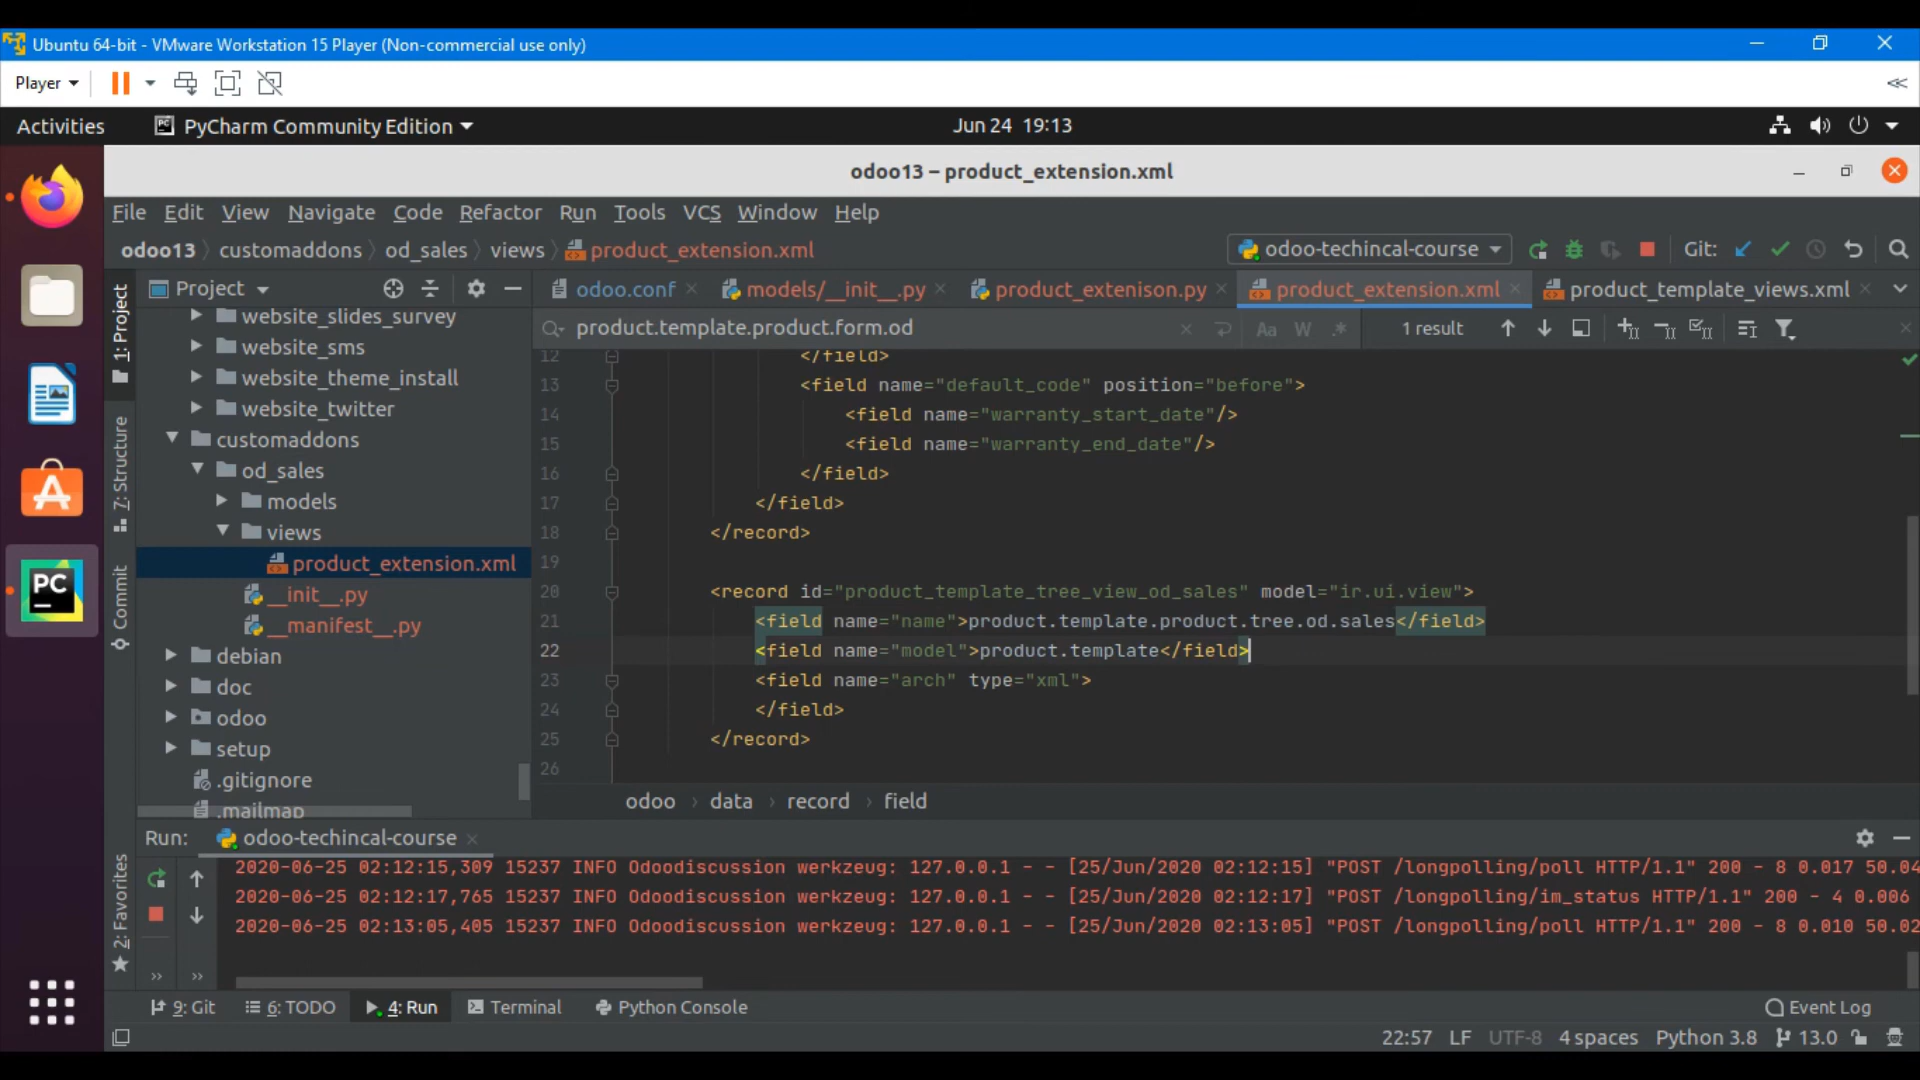 Ubuntu 64-bit - VMware Workstation 15 Player (Non-commercial use only)
Player
Activities PyCharm Community Edition Jun 24 19:13
odoo13 – product_extension.xml
File Edit View Navigate Code Refactor Run Tools VCS Window Help
odoo13 customaddons od_sales views product_extension.xml odoo-techincal-course Git:
1: Project
7: Structure
Commit
2: Favorites
Project
website_slides_survey
website_sms
website_theme_install
website_twitter
customaddons
od_sales
models
views
product_extension.xml
__init__.py
__manifest__.py
debian
doc
odoo
setup
.gitignore
.mailmap
odoo.conf models/__init__.py product_extenison.py product_extension.xml product_template_views.xml
product.template.product.form.od Aa W .* 1 result
12 </field>
13 <field name="default_code" position="before">
14 <field name="warranty_start_date"/>
15 <field name="warranty_end_date"/>
16 </field>
17 </field>
18 </record>
19
20 <record id="product_template_tree_view_od_sales" model="ir.ui.view">
21 <field name="name">product.template.product.tree.od.sales</field>
22 <field name="model">product.template</field>
23 <field name="arch" type="xml">
24 </field>
25 </record>
26
odoo data record field
Run: odoo-techincal-course
2020-06-25 02:12:15,309 15237 INFO Odoodiscussion werkzeug: 127.0.0.1 - - [25/Jun/2020 02:12:15] "POST /longpolling/poll HTTP/1.1" 200 - 8 0.017 50.04
2020-06-25 02:12:17,765 15237 INFO Odoodiscussion werkzeug: 127.0.0.1 - - [25/Jun/2020 02:12:17] "POST /longpolling/im_status HTTP/1.1" 200 - 4 0.006
2020-06-25 02:13:05,405 15237 INFO Odoodiscussion werkzeug: 127.0.0.1 - - [25/Jun/2020 02:13:05] "POST /longpolling/poll HTTP/1.1" 200 - 8 0.010 50.02
9: Git 6: TODO 4: Run Terminal Python Console Event Log
22:57 LF UTF-8 4 spaces Python 3.8 13.0